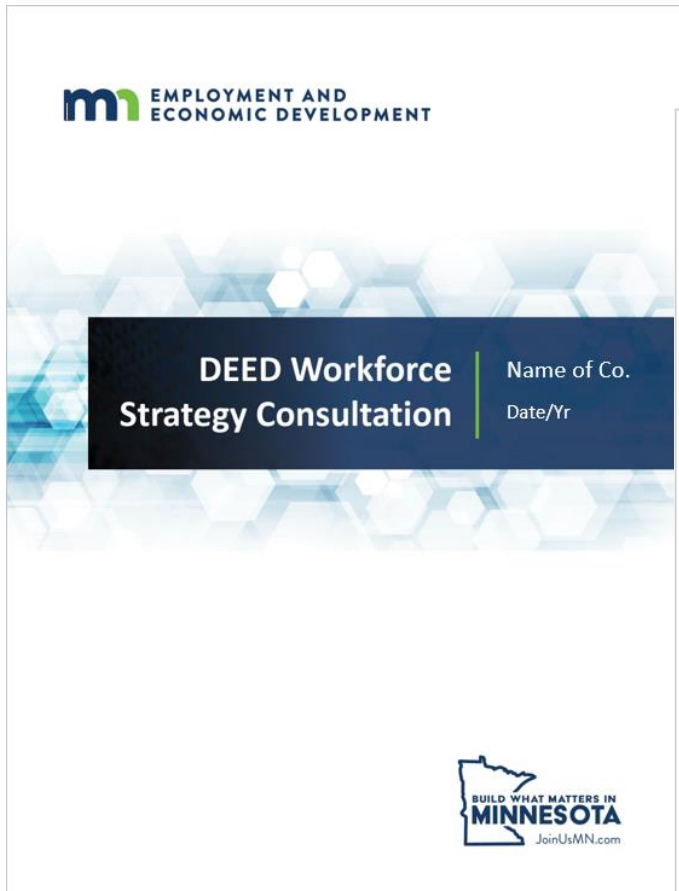 mn EMPLOYMENT AND
ECONOMIC DEVELOPMENT
DEED Workforce
Strategy Consultation
Name of Co.
Date/Yr
BUILD WHAT MATTERS IN
MINNESOTA
JoinUsMN.com